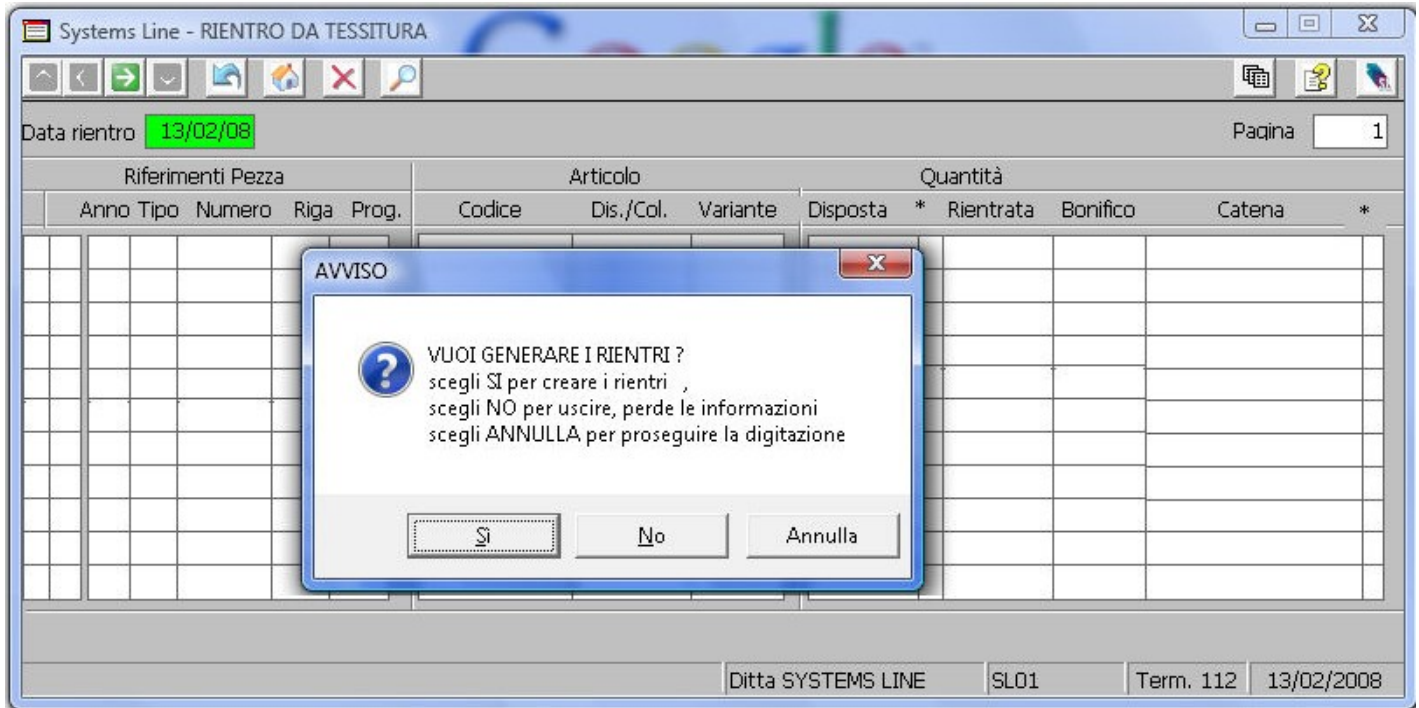 Systems Line - RIENTRO DA TESSITURA
Data rientro 13/02/08 Pagina 1
Riferimenti Pezza Articolo Quantità
Anno Tipo Numero Riga Prog. Codice Dis./Col. Variante Disposta * Rientrata Bonifico Catena *
AVVISO
VUOI GENERARE I RIENTRI ?
scegli SI per creare i rientri ,
scegli NO per uscire, perde le informazioni
scegli ANNULLA per proseguire la digitazione
Sì No Annulla
Ditta SYSTEMS LINE SL01 Term. 112 13/02/2008